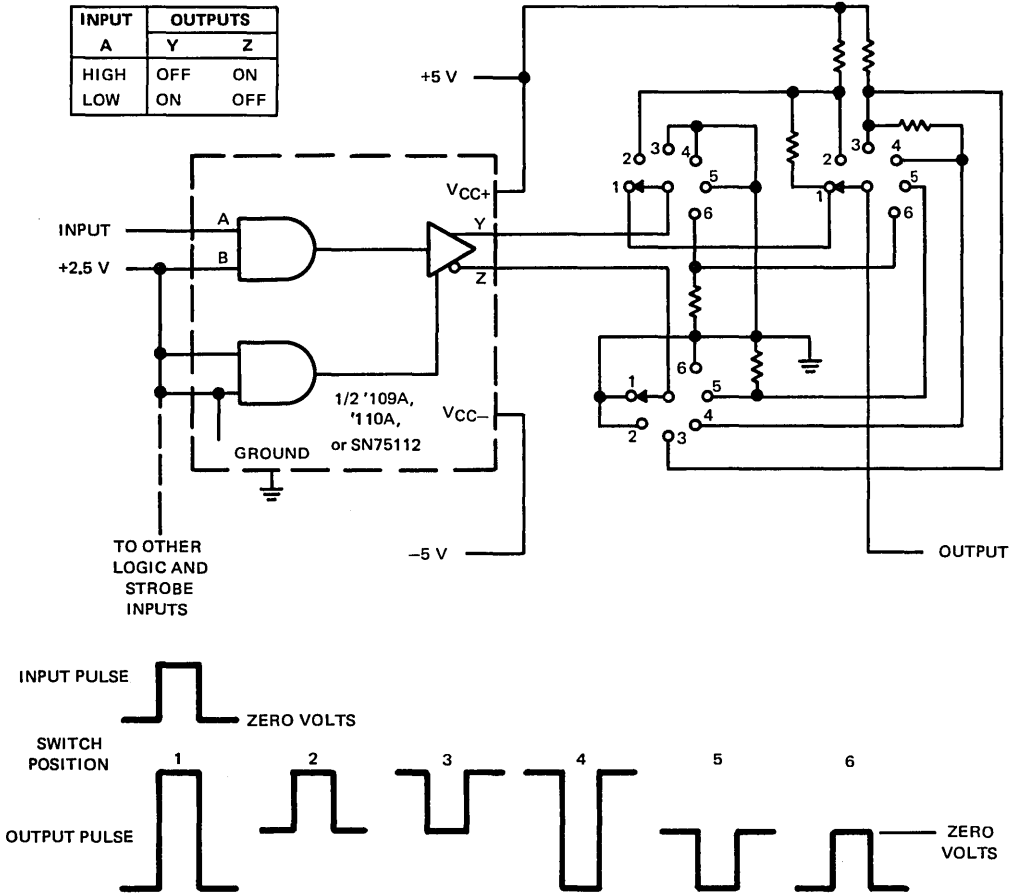 INPUT OUTPUTS
A Y Z
HIGH OFF ON
LOW ON OFF
+5 V
VCC+
INPUT
A
+2.5 V
B
Y
Z
1/2 '109A,
'110A,
or SN75112
VCC–
GROUND
–5 V
TO OTHER
LOGIC AND
STROBE
INPUTS
2
3
4
1
5
6
2
3
4
1
5
6
6
1
5
2
3
4
OUTPUT
INPUT PULSE
ZERO VOLTS
SWITCH
POSITION
1 2 3 4 5 6
OUTPUT PULSE
ZERO
VOLTS